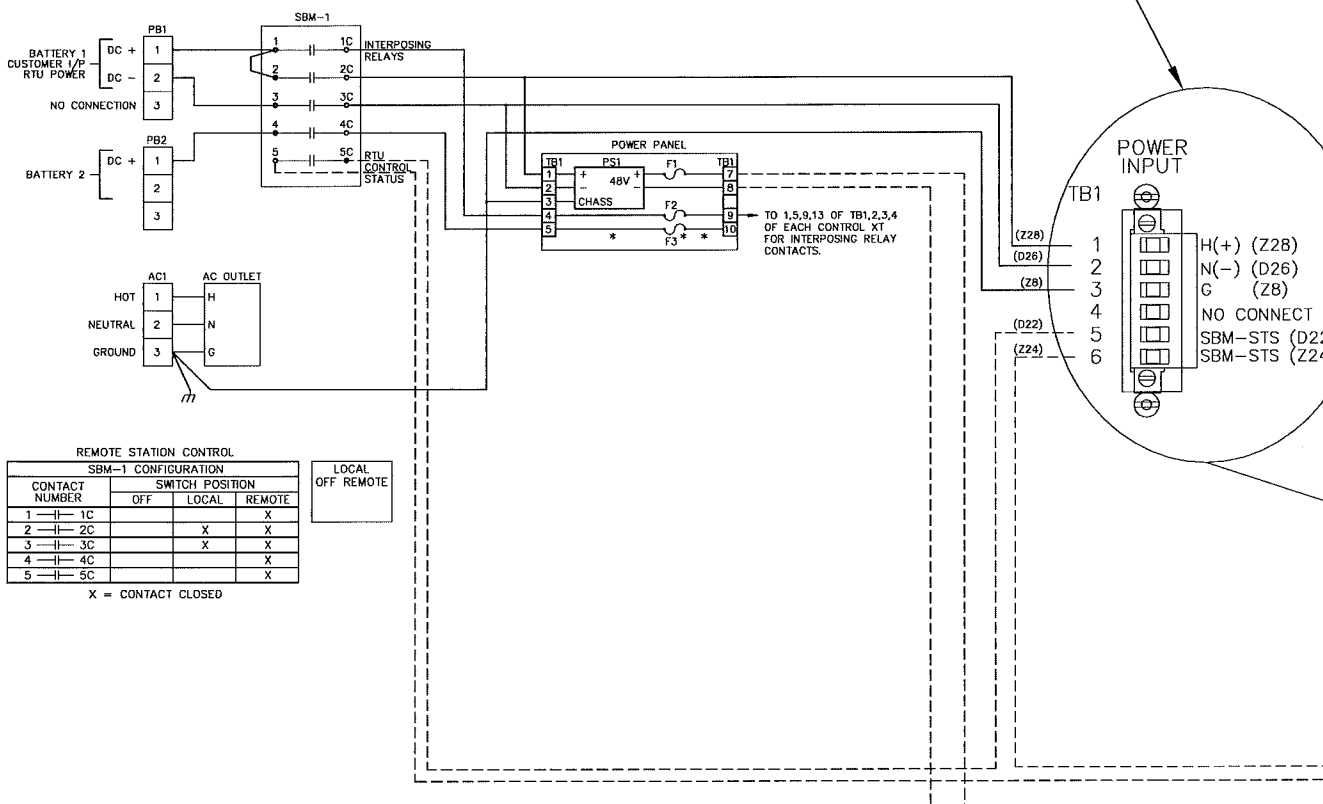 SBM-1
PB1
BATTERY 1
CUSTOMER I/P
RTU POWER
DC +
1
DC -
2
NO CONNECTION
3
PB2
BATTERY 2
DC +
1
2
3
1
1C
INTERPOSING
RELAYS
2
2C
3
3C
4
4C
5
5C
RTU
CONTROL
STATUS
POWER PANEL
TB1
PS1
F1
TB1
1
+
48V
+
7
2
-
-
8
3
CHASS
4
F2
9
5
*
F3
*
*
10
TO 1,5,9,13 OF TB1,2,3,4
OF EACH CONTROL XT
FOR INTERPOSING RELAY
CONTACTS.
AC1
AC OUTLET
HOT
1
H
NEUTRAL
2
N
GROUND
3
G
POWER
INPUT
TB1
(Z28)
1
H(+) (Z28)
(D26)
2
N(-) (D26)
(Z8)
3
G (Z8)
4
NO CONNECT
(D22)
5
SBM-STS (D22
(Z24)
6
SBM-STS (Z24
REMOTE STATION CONTROL
SBM-1 CONFIGURATION
CONTACT
NUMBER
SWITCH POSITION
OFF LOCAL REMOTE
1 1C X
2 2C X X
3 3C X X
4 4C X
5 5C X
X = CONTACT CLOSED
LOCAL
OFF REMOTE